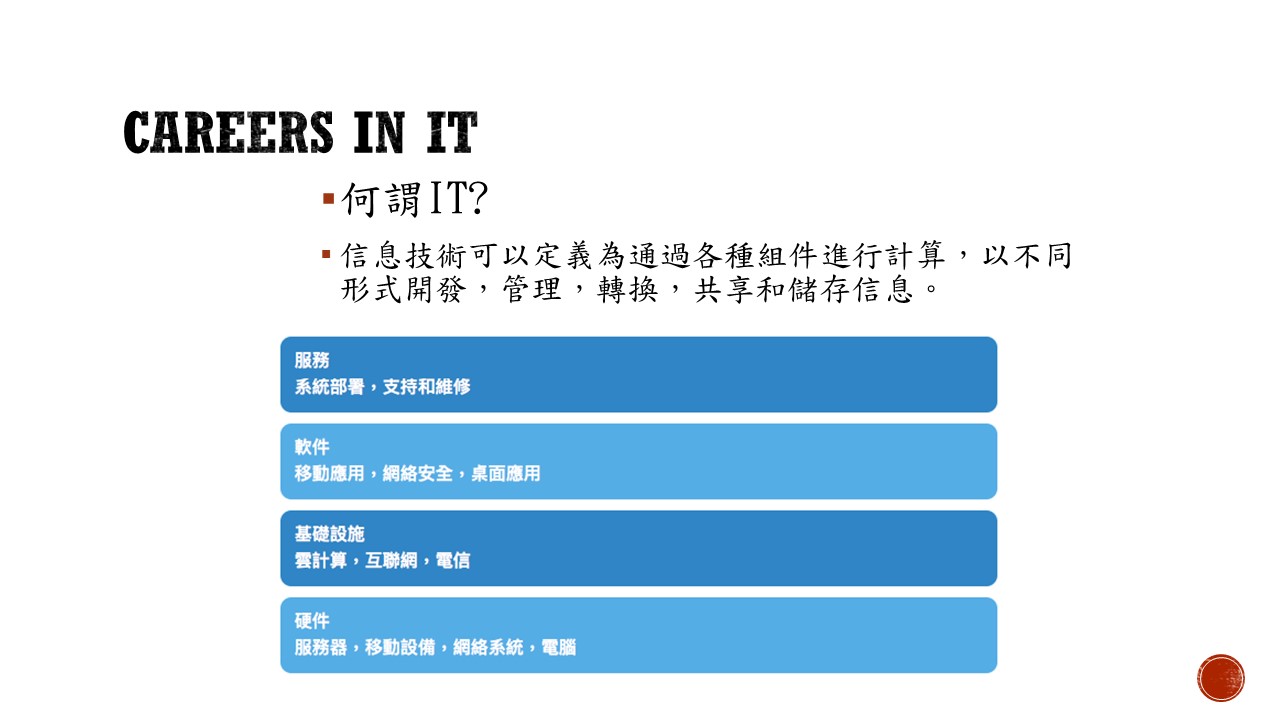 CAREERS IN IT
何謂IT?
信息技術可以定義為通過各種組件進行計算，以不同
形式開發，管理，轉換，共享和儲存信息。
服務
系統部署，支持和維修
軟件
移動應用，網絡安全，桌面應用
基礎設施
雲計算，互聯網，電信
硬件
服務器，移動設備，網絡系統，電腦